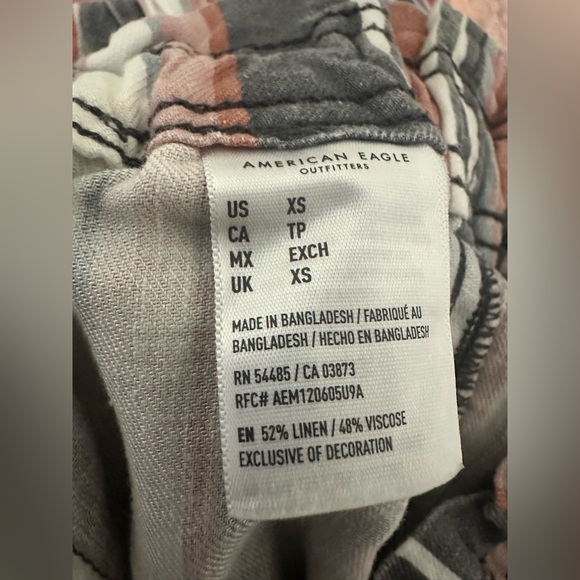 AMERICAN EAGLE
OUTFITTERS
US XS
CA TP
MX EXCH
UK XS
MADE IN BANGLADESH / FABRIQUÉ AU
BANGLADESH / HECHO EN BANGLADESH
RN 54485 / CA 03873
RFC# AEM120605U9A
EN 52% LINEN / 48% VISCOSE
EXCLUSIVE OF DECORATION